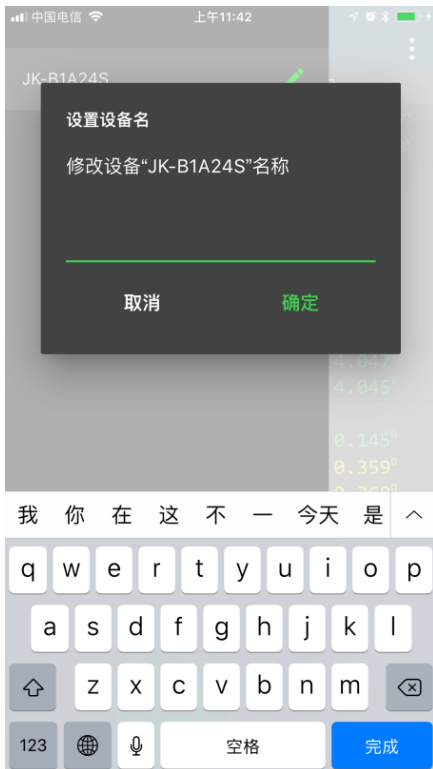 中国电信 上午11:42
JK-B1A24S
设置设备名
修改设备“JK-B1A24S”名称
取消 确定
4.047
4.045
0.145
0.359
我 你 在 这 不 一 今天 是
q w e r t y u i o p
a s d f g h j k l
z x c v b n m
123 空格 完成